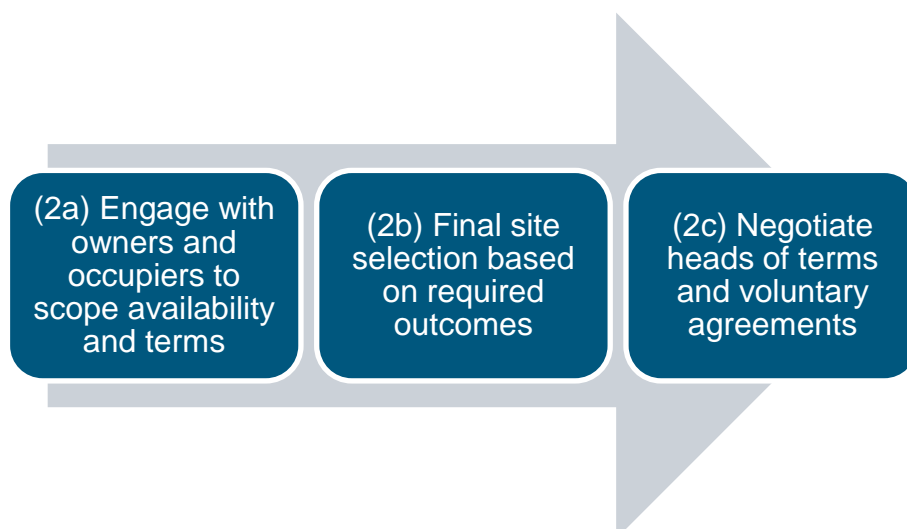 (2a) Engage with
owners and
occupiers to
scope availability
and terms
(2b) Final site
selection based
on required
outcomes
(2c) Negotiate
heads of terms
and voluntary
agreements